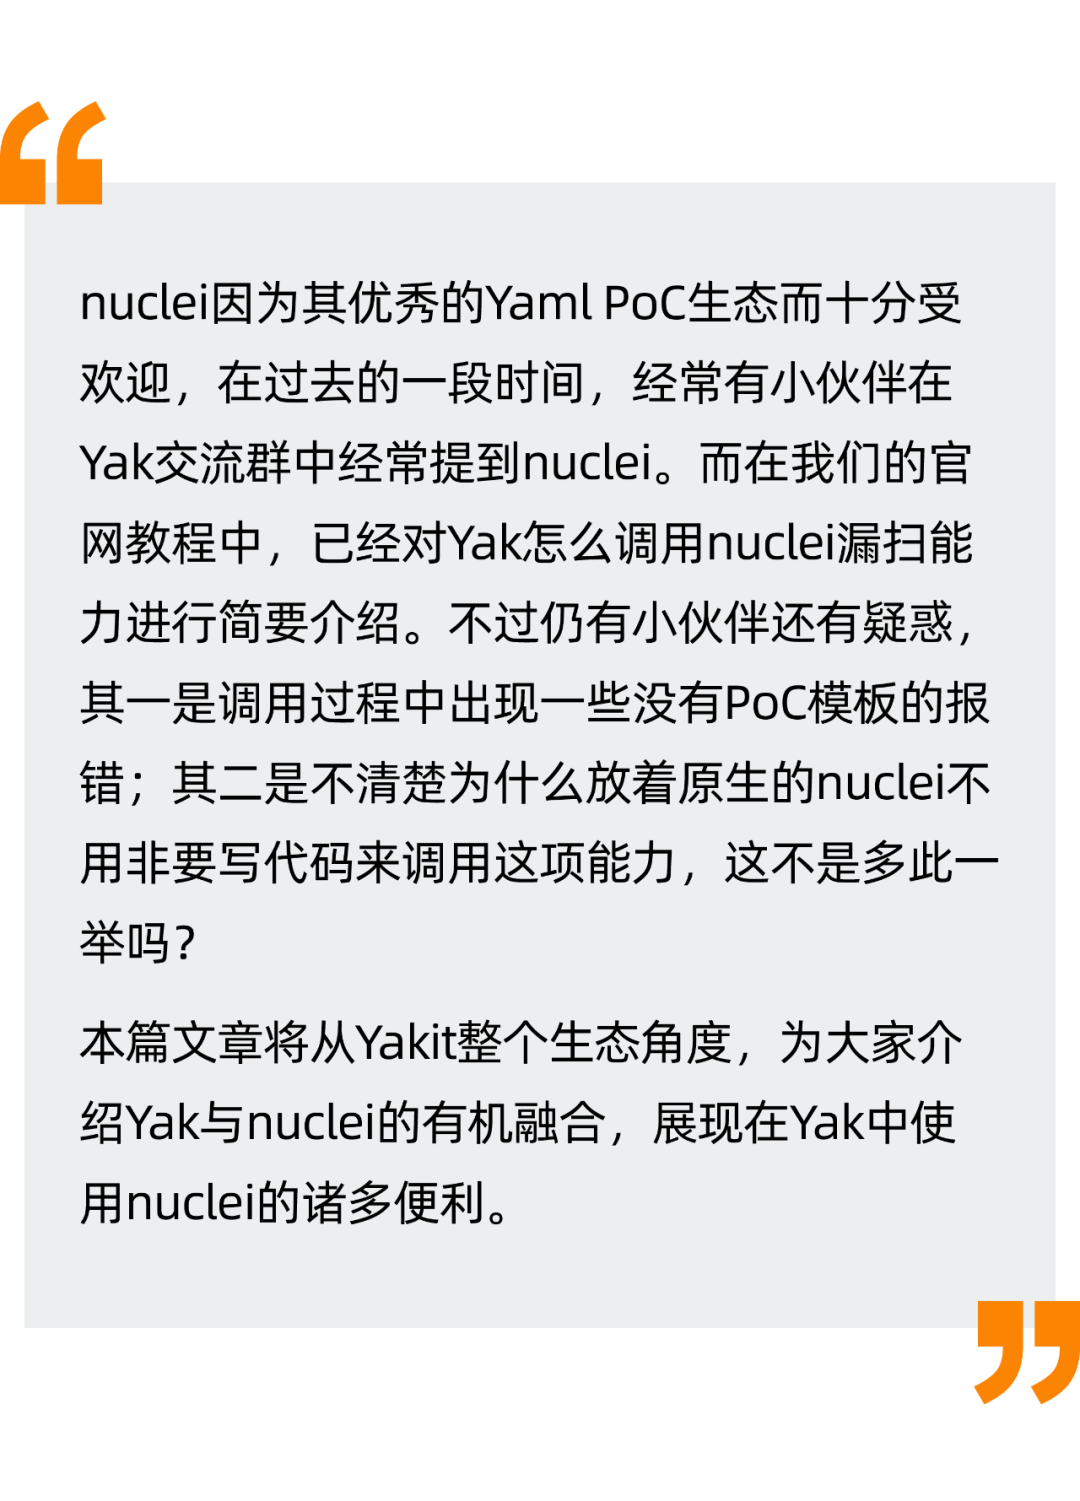 nuclei因为其优秀的Yaml PoC生态而十分受
欢迎，在过去的一段时间，经常有小伙伴在
Yak交流群中经常提到nuclei。而在我们的官
网教程中，已经对Yak怎么调用nuclei漏扫能
力进行简要介绍。不过仍有小伙伴还有疑惑，
其一是调用过程中出现一些没有PoC模板的报
错；其二是不清楚为什么放着原生的nuclei不
用非要写代码来调用这项能力，这不是多此一
举吗？
本篇文章将从Yakit整个生态角度，为大家介
绍Yak与nuclei的有机融合，展现在Yak中使
用nuclei的诸多便利。